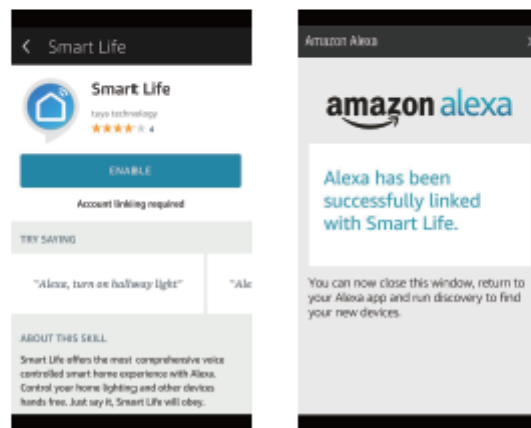 Smart Life
Smart Life
tuya technology
4
ENABLE
Account linking required
TRY SAYING
"Alexa, turn on hallway light"
"Ale
ABOUT THIS SKILL
Smart Life offers the most comprehensive voice
controlled smart home experience with Alexa.
Control your home lighting and other devices
hands free. Just say it, Smart Life will obey.
Amazon Alexa
amazon alexa
Alexa has been
successfully linked
with Smart Life.
You can now close this window, return to
your Alexa app and run discovery to find
your new devices.